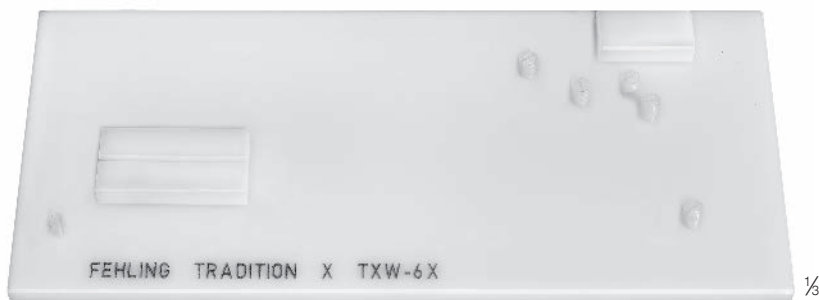 FEHLING TRADITION X TXW-6X
⅓